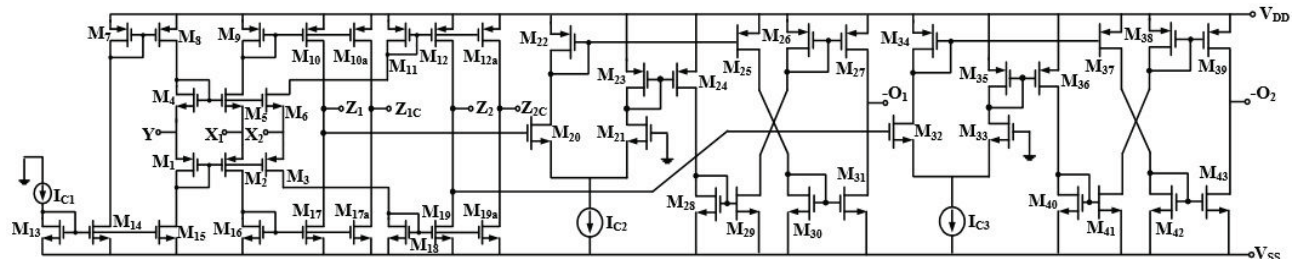 M7 M8 M9 M10 M10a M11 M12 M12a M22 M23 M24 M25 M26 M27 M34 M35 M36 M37 M38 M39 VDD
M4 M5 M6
Y X1 X2 Z1 Z1C Z2 Z2C M20 M21 -O1 M32 M33 -O2
M1 M2 M3
IC1 IC2 IC3
M13 M14 M15 M16 M17 M17a M18 M19 M19a M28 M29 M30 M31 M40 M41 M42 M43
VSS